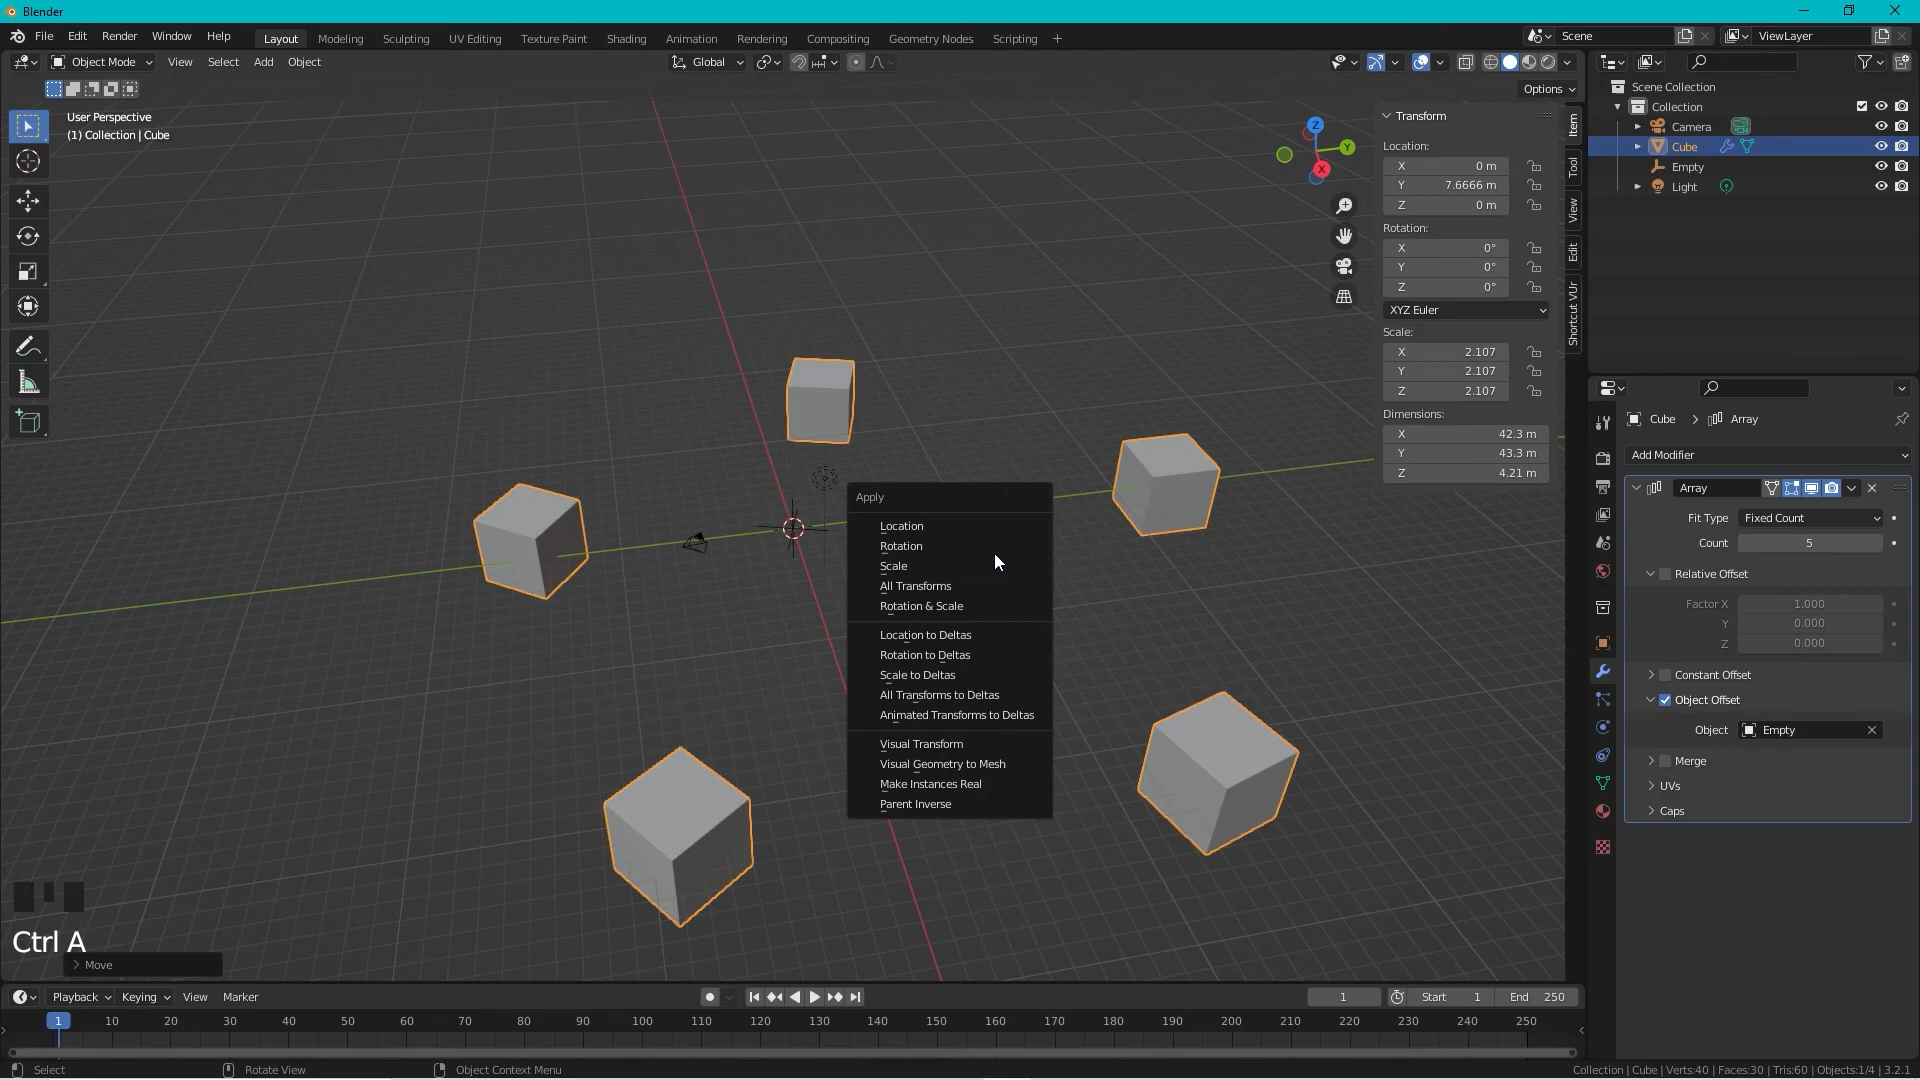 Blender
File Edit Render Window Help
Layout Modeling Sculpting UV Editing Texture Paint Shading Animation Rendering Compositing Geometry Nodes Scripting +
Scene
ViewLayer
Object Mode View Select Add Object
Global
Options
User Perspective
(1) Collection | Cube
Z
Y
X
Transform
Location:
X 0 m
Y 7.6666 m
Z 0 m
Rotation:
X 0°
Y 0°
Z 0°
XYZ Euler
Scale:
X 2.107
Y 2.107
Z 2.107
Dimensions:
X 42.3 m
Y 43.3 m
Z 4.21 m
Item
Tool
View
Edit
Shortcut VUr
Scene Collection
Collection
Camera
Cube
Empty
Light
Cube > Array
Add Modifier
Array
Fit Type Fixed Count
Count 5
Relative Offset
Factor X 1.000
Y 0.000
Z 0.000
Constant Offset
Object Offset
Object Empty
Merge
UVs
Caps
Apply
Location
Rotation
Scale
All Transforms
Rotation & Scale
Location to Deltas
Rotation to Deltas
Scale to Deltas
All Transforms to Deltas
Animated Transforms to Deltas
Visual Transform
Visual Geometry to Mesh
Make Instances Real
Parent Inverse
Ctrl A
Move
Playback Keying View Marker
1 Start 1 End 250
1 10 20 30 40 50 60 70 80 90 100 110 120 130 140 150 160 170 180 190 200 210 220 230 240 250
Select Rotate View Object Context Menu
Collection | Cube | Verts:40 | Faces:30 | Tris:60 | Objects:1/4 | 3.2.1